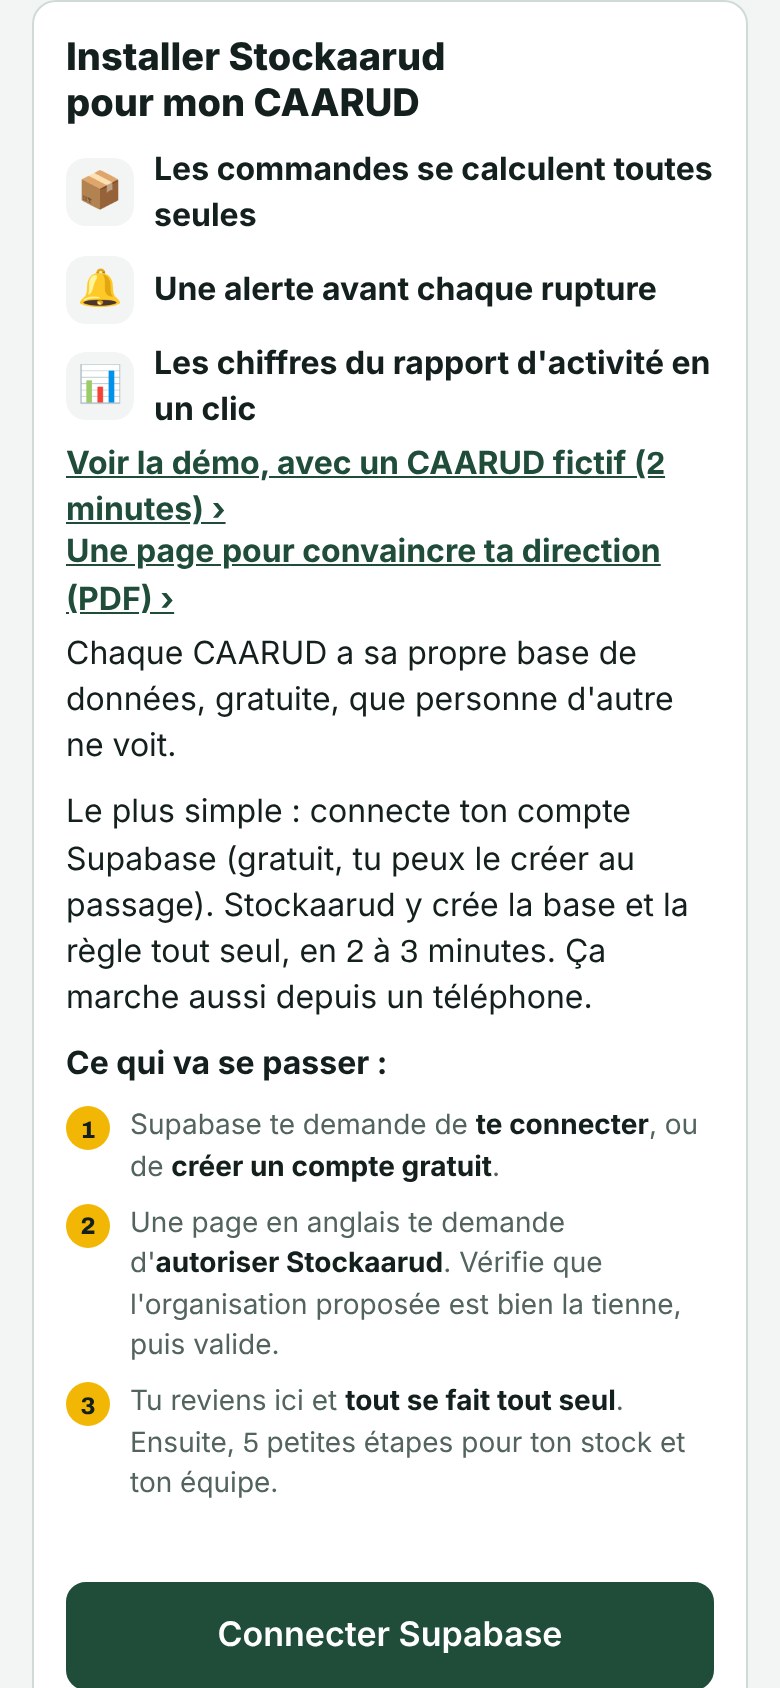 Installer Stockaarud
pour mon CAARUD
Les commandes se calculent toutes
seules
Une alerte avant chaque rupture
Les chiffres du rapport d'activité en
un clic
Voir la démo, avec un CAARUD fictif (2
minutes) ›
Une page pour convaincre ta direction
(PDF) ›
Chaque CAARUD a sa propre base de
données, gratuite, que personne d'autre
ne voit.
Le plus simple : connecte ton compte
Supabase (gratuit, tu peux le créer au
passage). Stockaarud y crée la base et la
règle tout seul, en 2 à 3 minutes. Ça
marche aussi depuis un téléphone.
Ce qui va se passer :
1 Supabase te demande de te connecter, ou
de créer un compte gratuit.
2 Une page en anglais te demande
d'autoriser Stockaarud. Vérifie que
l'organisation proposée est bien la tienne,
puis valide.
3 Tu reviens ici et tout se fait tout seul.
Ensuite, 5 petites étapes pour ton stock et
ton équipe.
Connecter Supabase